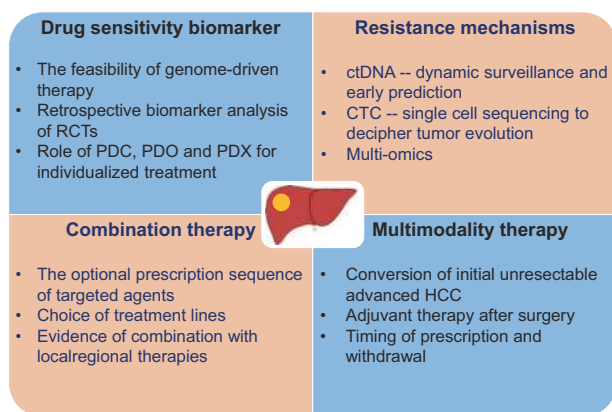 Drug sensitivity biomarker
• The feasibility of genome-driven
therapy
• Retrospective biomarker analysis
of RCTs
• Role of PDC, PDO and PDX for
individualized treatment
Resistance mechanisms
• ctDNA -- dynamic surveillance and
early prediction
• CTC -- single cell sequencing to
decipher tumor evolution
• Multi-omics
Combination therapy
• The optional prescription sequence
of targeted agents
• Choice of treatment lines
• Evidence of combination with
localregional therapies
Multimodality therapy
• Conversion of initial unresectable
advanced HCC
• Adjuvant therapy after surgery
• Timing of prescription and
withdrawal